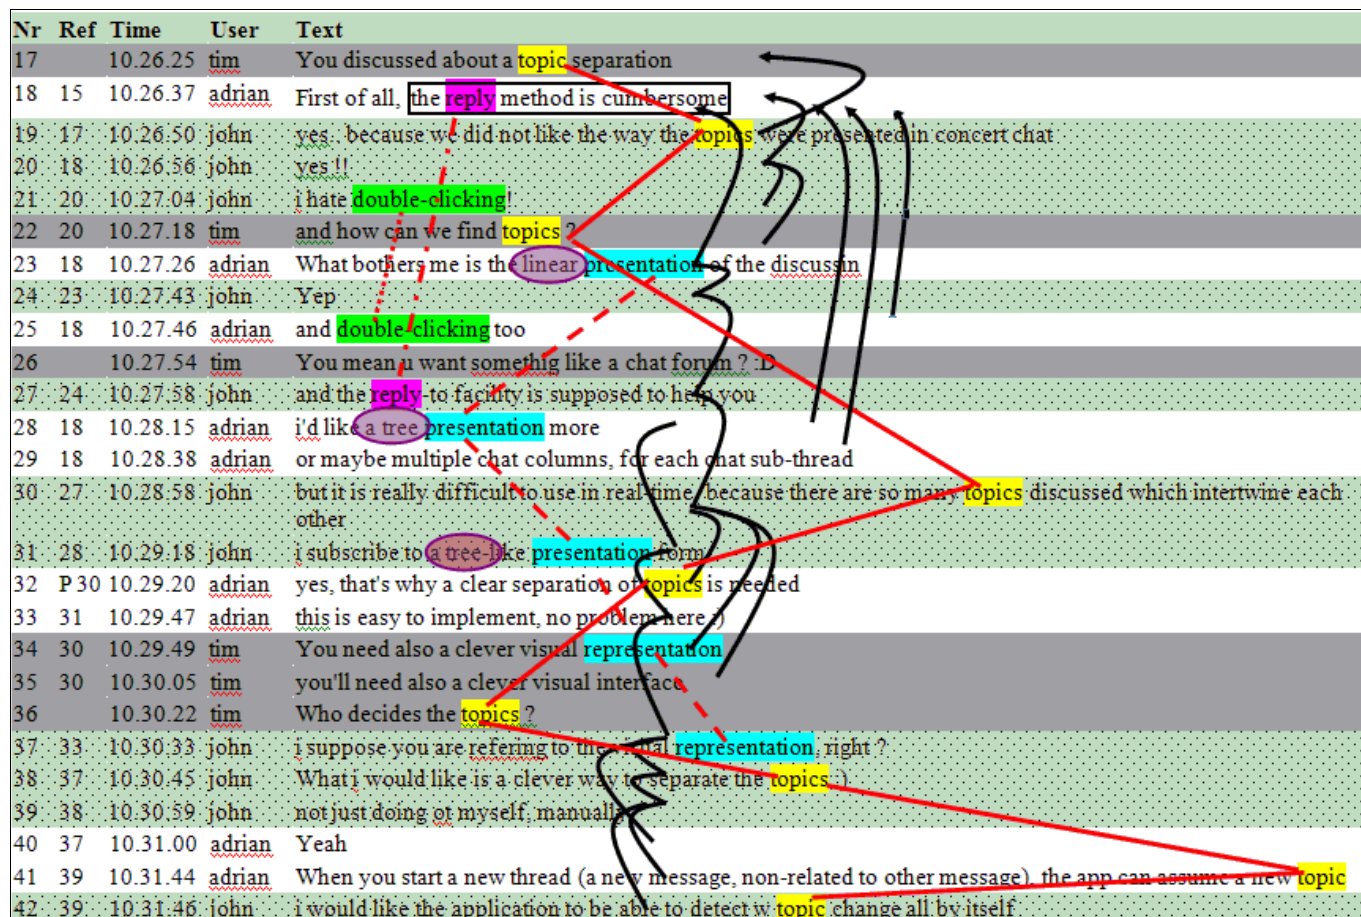 Nr Ref Time User Text
17 10.26.25 tim You discussed about a topic separation
18 15 10.26.37 adrian First of all, the reply method is cumbersome
19 17 10.26.50 john yes.. because we did not like the way the topics were presented in concert chat
20 18 10.26.56 john yes !!
21 20 10.27.04 john i hate double-clicking!
22 20 10.27.18 tim and how can we find topics ?
23 18 10.27.26 adrian What bothers me is the linear presentation of the discussin
24 23 10.27.43 john Yep
25 18 10.27.46 adrian and double-clicking too
26 10.27.54 tim You mean u want somethig like a chat forum ? :D
27 24 10.27.58 john and the reply-to facility is supposed to help you
28 18 10.28.15 adrian i'd like a tree presentation more
29 18 10.28.38 adrian or maybe multiple chat columns, for each chat sub-thread
30 27 10.28.58 john but it is really difficult to use in real-time, because there are so many topics discussed which intertwine each
other
31 28 10.29.18 john i subscribe to a tree-like presentation form
32 P 30 10.29.20 adrian yes, that's why a clear separation of topics is needed
33 31 10.29.47 adrian this is easy to implement, no problem here :)
34 30 10.29.49 tim You need also a clever visual representation
35 30 10.30.05 tim you'll need also a clever visual interface
36 10.30.22 tim Who decides the topics ?
37 33 10.30.33 john i suppose you are refering to the visual representation, right ?
38 37 10.30.45 john What i would like is a clever way to separate the topics :)
39 38 10.30.59 john not just doing ot myself, manually
40 37 10.31.00 adrian Yeah
41 39 10.31.44 adrian When you start a new thread (a new message, non-related to other message), the app can assume a new topic
42 39 10.31.46 john i would like the application to be able to detect w topic change all by itself